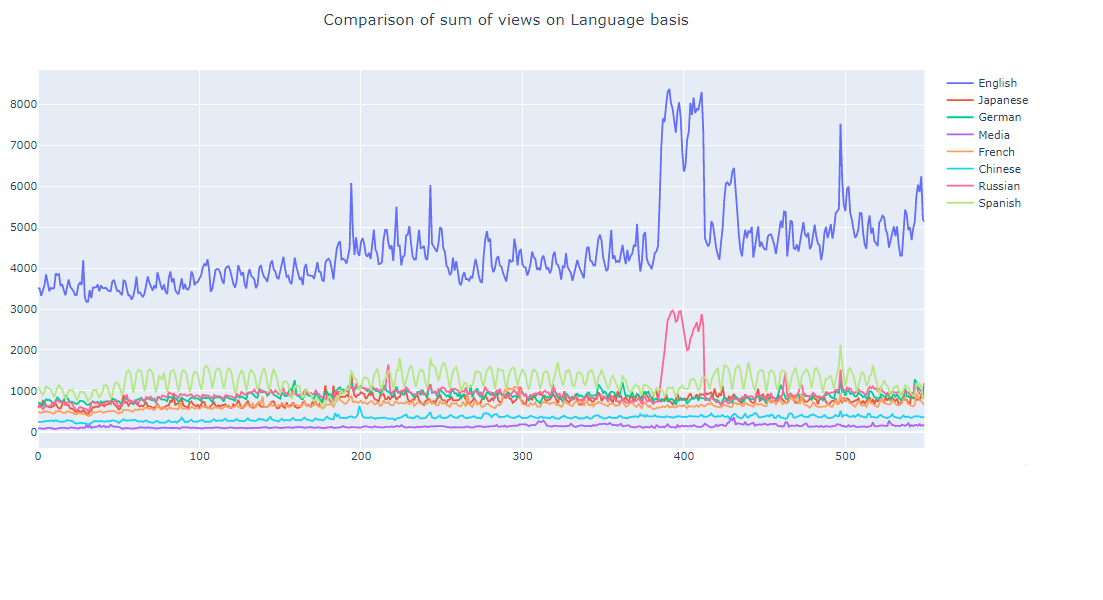 Comparison of sum of views on Language basis
8000
7000
6000
5000
4000
3000
2000
1000
0
0 100 200 300 400 500
English
Japanese
German
Media
French
Chinese
Russian
Spanish